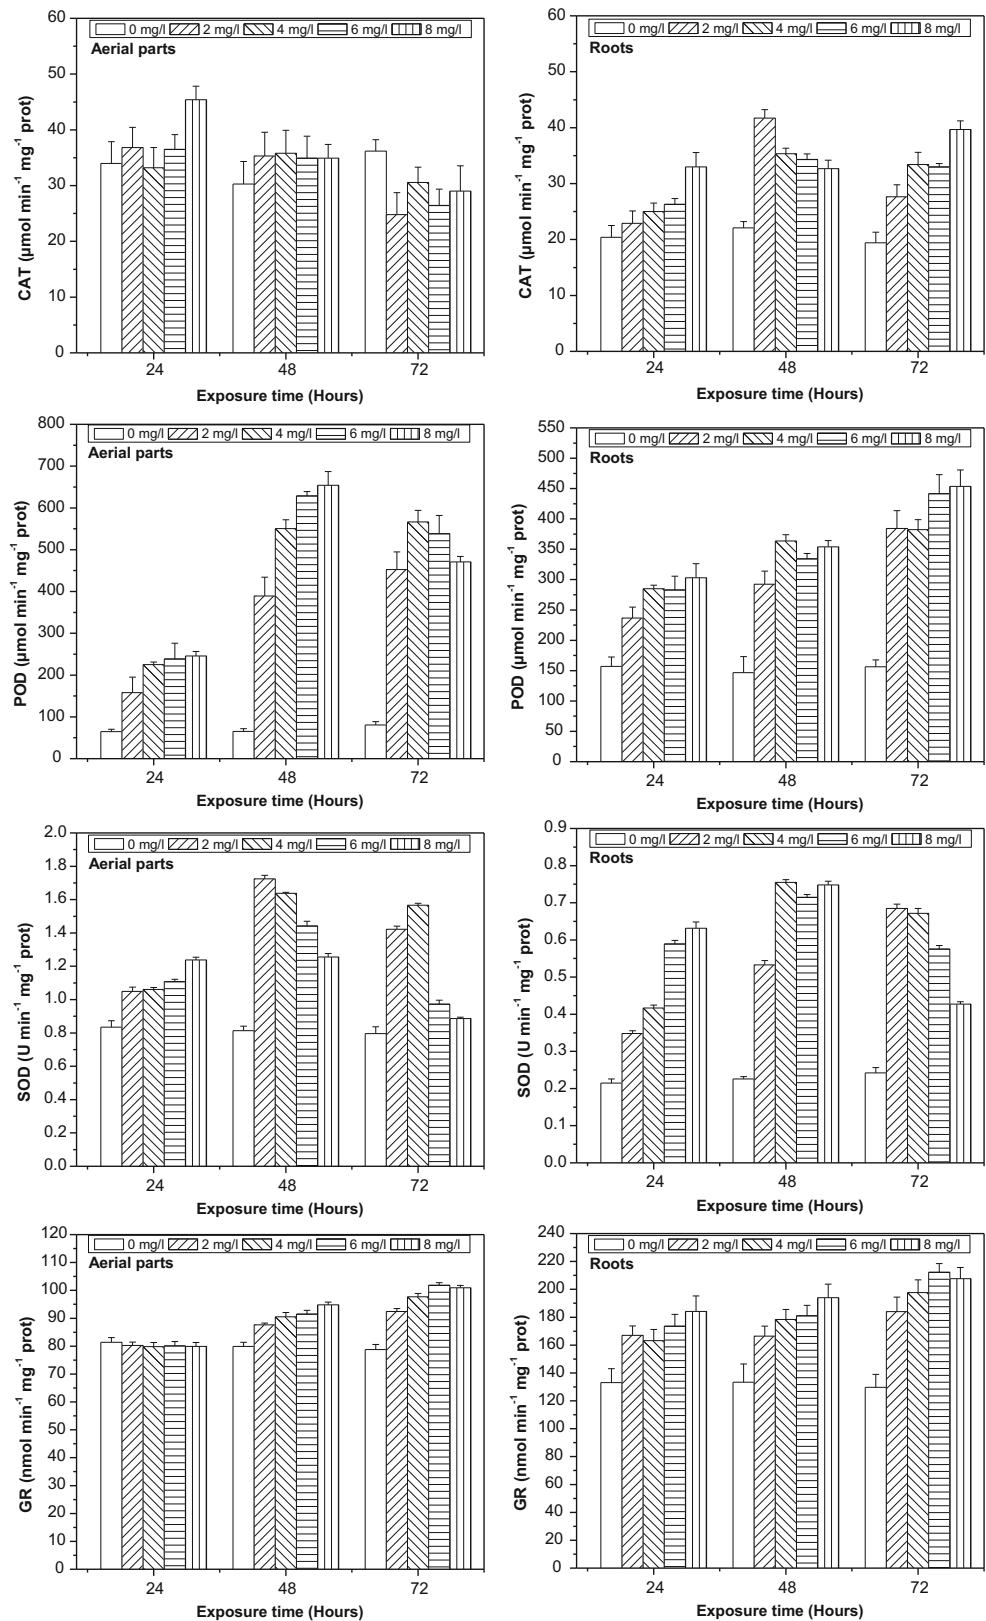 60
50
40
30
20
10
0
CAT (µmol min⁻¹ mg⁻¹ prot)
0 mg/l 2 mg/l 4 mg/l 6 mg/l 8 mg/l
Aerial parts
24 48 72
Exposure time (Hours)
60
50
40
30
20
10
0
CAT (µmol min⁻¹ mg⁻¹ prot)
0 mg/l 2 mg/l 4 mg/l 6 mg/l 8 mg/l
Roots
24 48 72
Exposure time (Hours)
800
700
600
500
400
300
200
100
0
POD (µmol min⁻¹ mg⁻¹ prot)
0 mg/l 2 mg/l 4 mg/l 6 mg/l 8 mg/l
Aerial parts
24 48 72
Exposure time (Hours)
550
500
450
400
350
300
250
200
150
100
50
0
POD (µmol min⁻¹ mg⁻¹ prot)
0 mg/l 2 mg/l 4 mg/l 6 mg/l 8 mg/l
Roots
24 48 72
Exposure time (Hours)
2.0
1.8
1.6
1.4
1.2
1.0
0.8
0.6
0.4
0.2
0.0
SOD (U min⁻¹ mg⁻¹ prot)
0 mg/l 2 mg/l 4 mg/l 6 mg/l 8 mg/l
Aerial parts
24 48 72
Exposure time (Hours)
0.9
0.8
0.7
0.6
0.5
0.4
0.3
0.2
0.1
0.0
SOD (U min⁻¹ mg⁻¹ prot)
0 mg/l 2 mg/l 4 mg/l 6 mg/l 8 mg/l
Roots
24 48 72
Exposure time (Hours)
120
110
100
90
80
70
60
50
40
30
20
10
0
GR (nmol min⁻¹ mg⁻¹ prot)
0 mg/l 2 mg/l 4 mg/l 6 mg/l 8 mg/l
Aerial parts
24 48 72
Exposure time (Hours)
240
220
200
180
160
140
120
100
80
60
40
20
0
GR (nmol min⁻¹ mg⁻¹ prot)
0 mg/l 2 mg/l 4 mg/l 6 mg/l 8 mg/l
Roots
24 48 72
Exposure time (Hours)